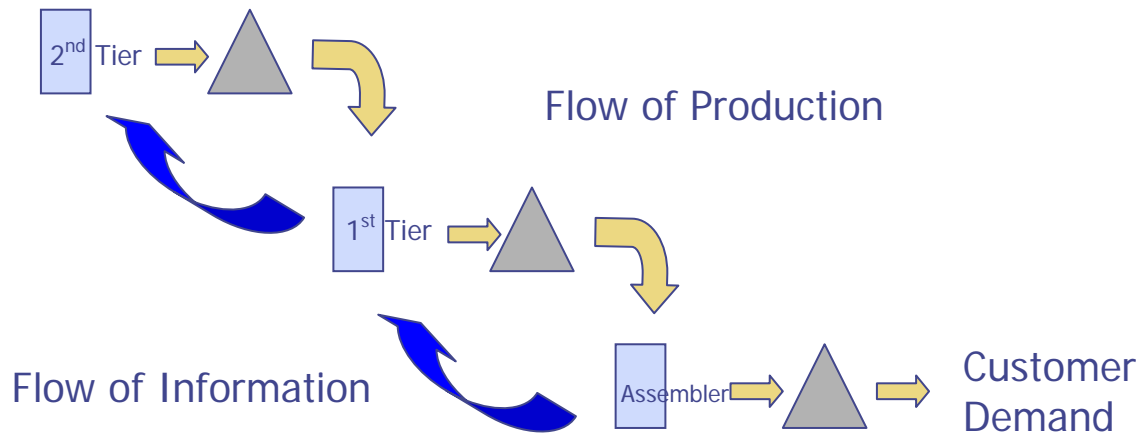 2nd Tier
Flow of Production
1st Tier
Flow of Information
Assembler
Customer
Demand